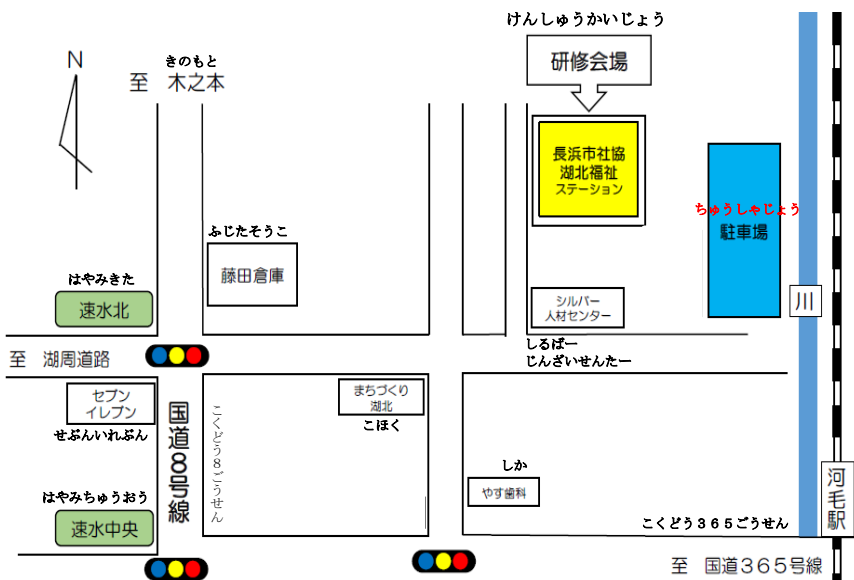 けんしゅうかいじょう
研修会場
N
きのもと
至 木之本
長浜市社協
湖北福祉
ステーション
ちゅうしゃじょう
駐車場
ふじたそうこ
藤田倉庫
はやみきた
速水北
シルバー
人材センター
しるばー
じんざいせんたー
川
至 湖周道路
セブン
イレブン
せぶんいれぶん
国道8号線
こくどう8ごうせん
まちづくり
湖北
こほく
しか
やす歯科
はやみちゅうおう
速水中央
河毛駅
こくどう365ごうせん
至 国道365号線